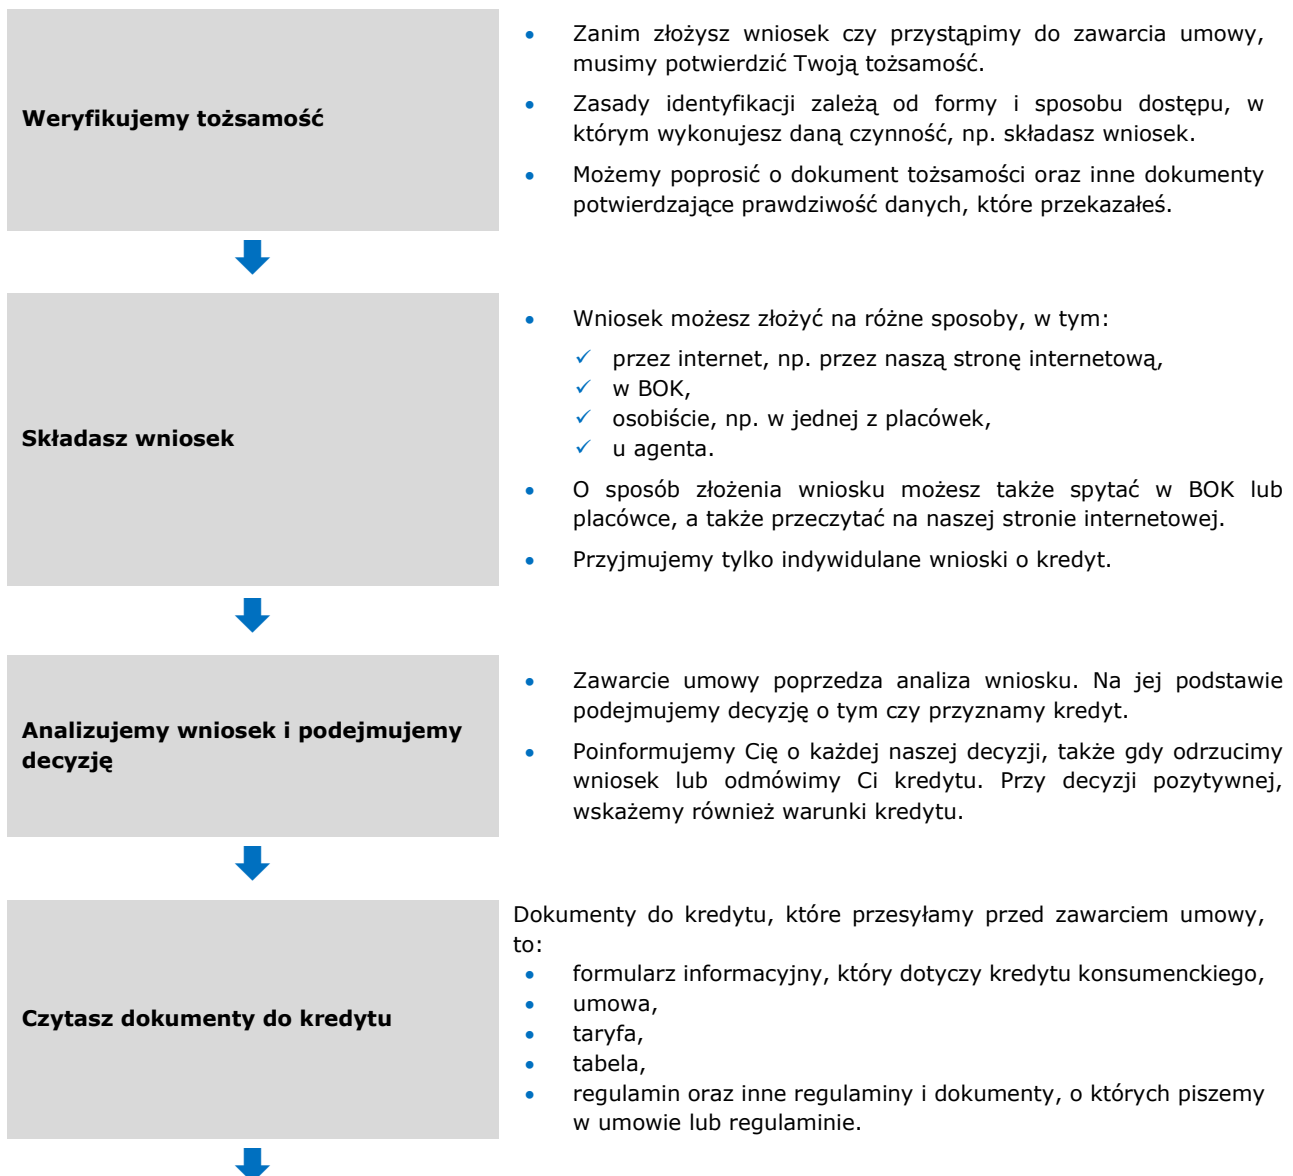 Weryfikujemy tożsamość
Zanim złożysz wniosek czy przystąpimy do zawarcia umowy,
musimy potwierdzić Twoją tożsamość.
Zasady identyfikacji zależą od formy i sposobu dostępu, w
którym wykonujesz daną czynność, np. składasz wniosek.
Możemy poprosić o dokument tożsamości oraz inne dokumenty
potwierdzające prawdziwość danych, które przekazałeś.
Składasz wniosek
Wniosek możesz złożyć na różne sposoby, w tym:
przez internet, np. przez naszą stronę internetową,
w BOK,
osobiście, np. w jednej z placówek,
u agenta.
O sposób złożenia wniosku możesz także spytać w BOK lub
placówce, a także przeczytać na naszej stronie internetowej.
Przyjmujemy tylko indywidulane wnioski o kredyt.
Analizujemy wniosek i podejmujemy
decyzję
Zawarcie umowy poprzedza analiza wniosku. Na jej podstawie
podejmujemy decyzję o tym czy przyznamy kredyt.
Poinformujemy Cię o każdej naszej decyzji, także gdy odrzucimy
wniosek lub odmówimy Ci kredytu. Przy decyzji pozytywnej,
wskażemy również warunki kredytu.
Czytasz dokumenty do kredytu
Dokumenty do kredytu, które przesyłamy przed zawarciem umowy,
to:
formularz informacyjny, który dotyczy kredytu konsumenckiego,
umowa,
taryfa,
tabela,
regulamin oraz inne regulaminy i dokumenty, o których piszemy
w umowie lub regulaminie.